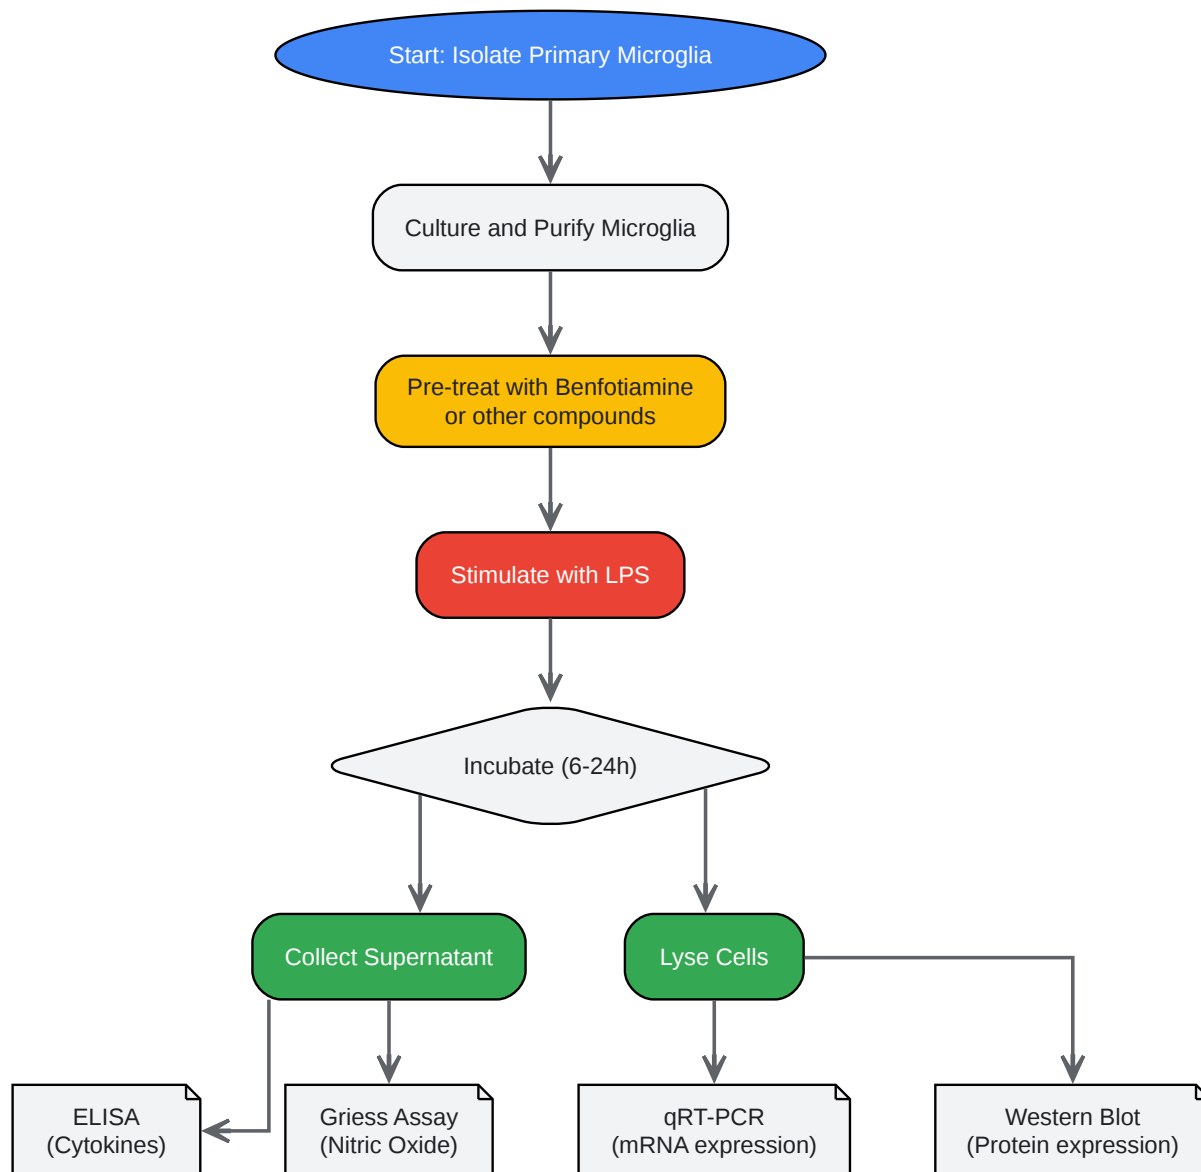 Start: Isolate Primary Microglia
Culture and Purify Microglia
Pre-treat with Benfotiamine
or other compounds
Stimulate with LPS
Incubate (6-24h)
Collect Supernatant
Lyse Cells
ELISA
(Cytokines)
Griess Assay
(Nitric Oxide)
qRT-PCR
(mRNA expression)
Western Blot
(Protein expression)